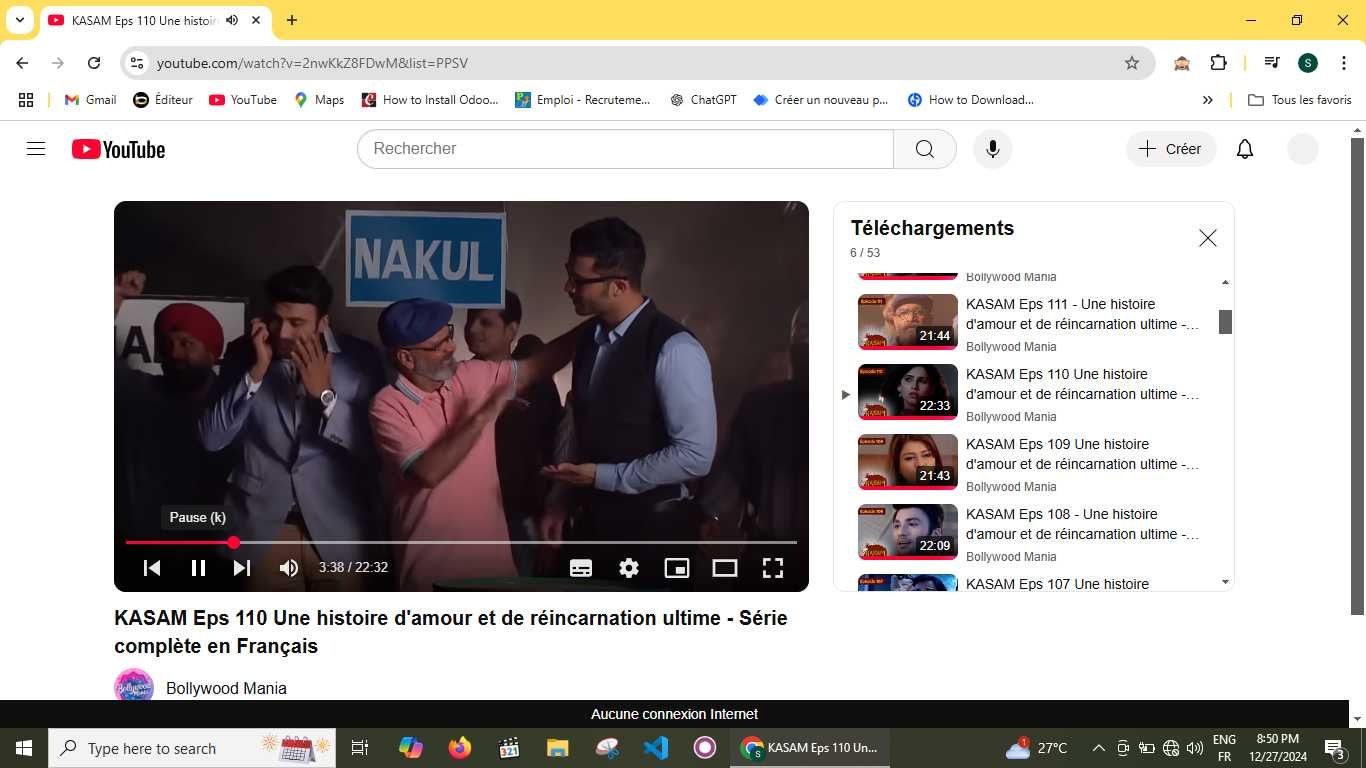 KASAM Eps 110 Une histoir
youtube.com/watch?v=2nwKkZ8FDwM&list=PPSV
S
Gmail
Éditeur
YouTube
Maps
How to Install Odoo...
Emploi - Recruteme...
ChatGPT
Créer un nouveau p...
How to Download...
Tous les favoris
YouTube
Rechercher
Créer
NAKUL
Pause (k)
3:38 / 22:32
KASAM Eps 110 Une histoire d'amour et de réincarnation ultime - Série
complète en Français
Bollywood Mania
Téléchargements
6 / 53
Bollywood Mania
KASAM Eps 111 - Une histoire
d'amour et de réincarnation ultime -...
Bollywood Mania
21:44
KASAM Eps 110 Une histoire
d'amour et de réincarnation ultime -...
Bollywood Mania
22:33
KASAM Eps 109 Une histoire
d'amour et de réincarnation ultime -...
Bollywood Mania
21:43
KASAM Eps 108 - Une histoire
d'amour et de réincarnation ultime -...
Bollywood Mania
22:09
KASAM Eps 107 Une histoire
Aucune connexion Internet
Type here to search
KASAM Eps 110 Un...
27°C
ENG
FR
8:50 PM
12/27/2024
3